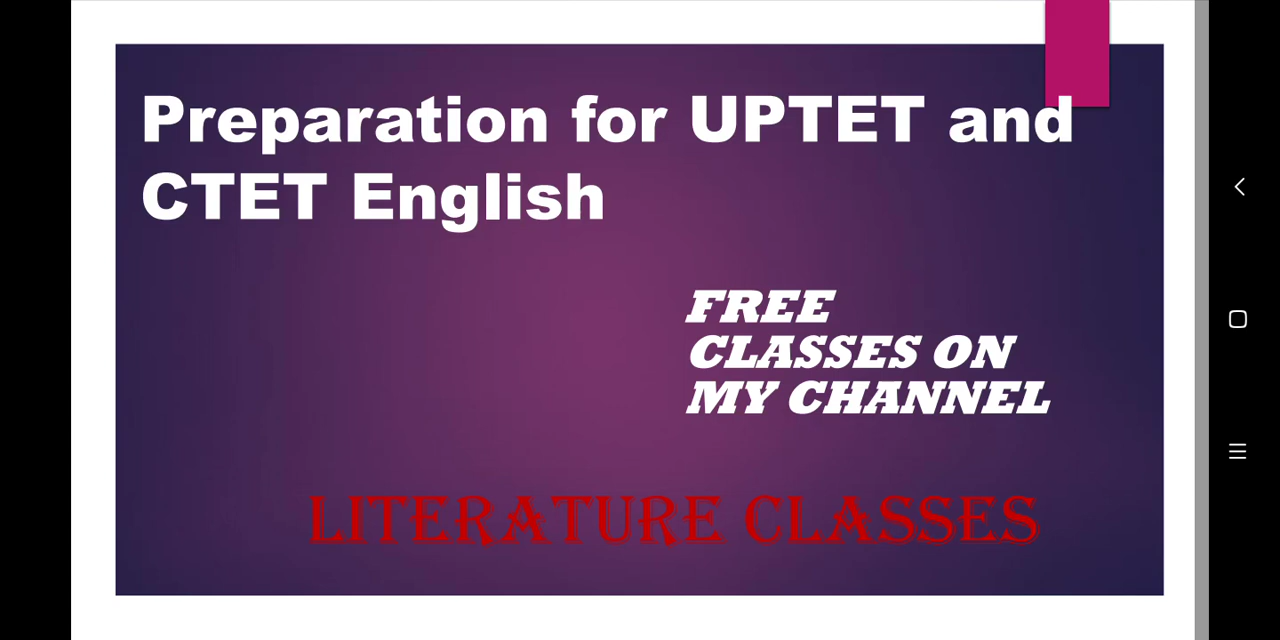 Preparation for UPTET and
CTET English
FREE
CLASSES ON
MY CHANNEL
LITERATURE CLASSES